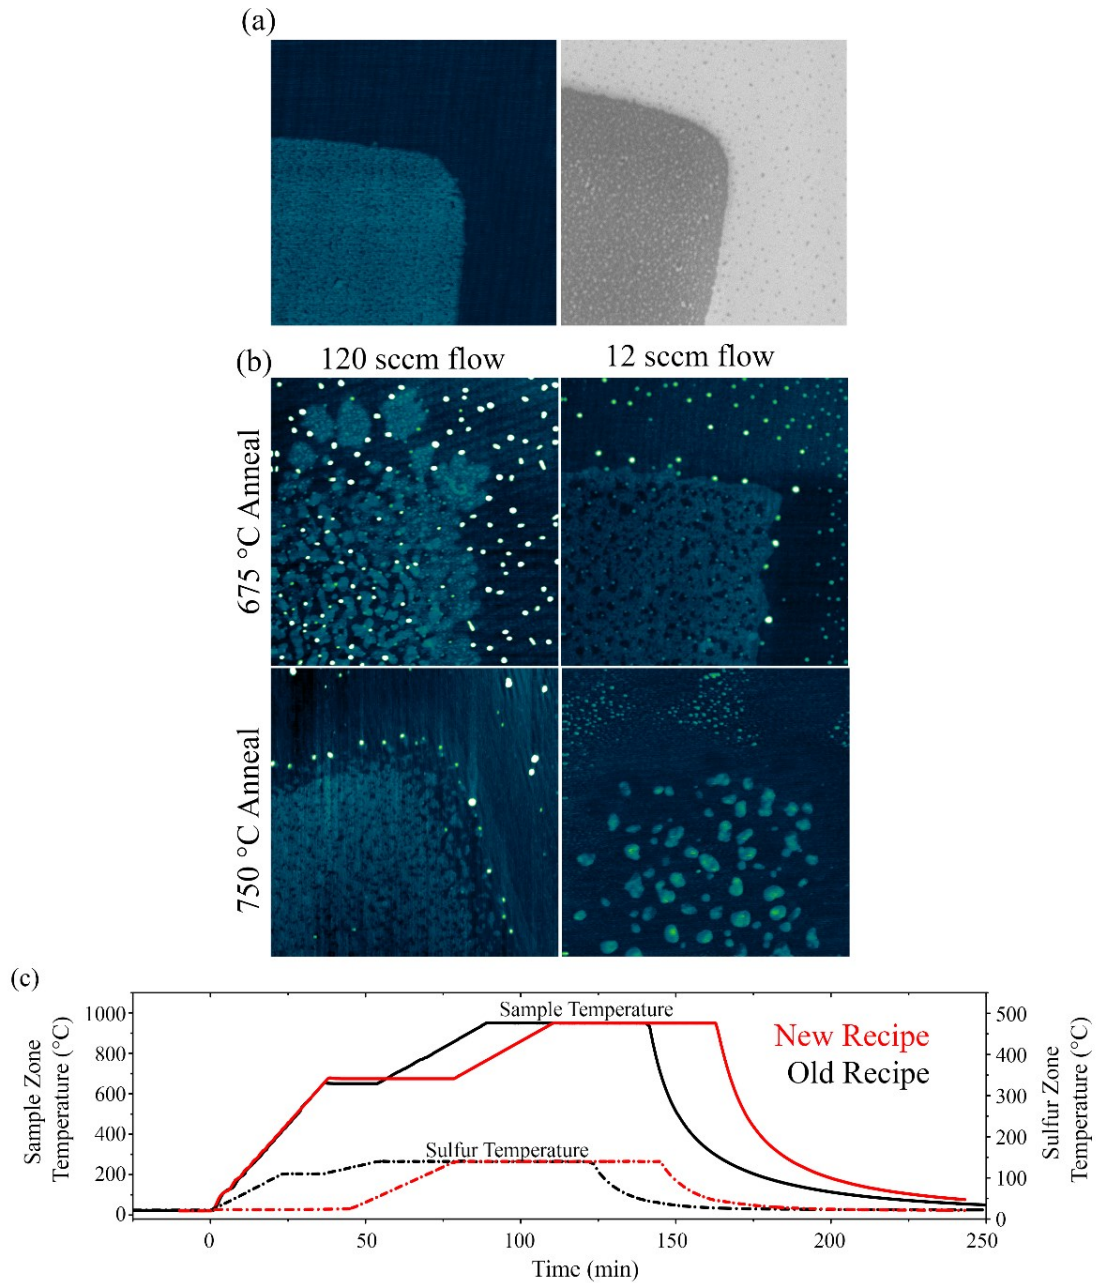 (a)
(b)
120 sccm flow
12 sccm flow
675 °C Anneal
750 °C Anneal
(c)
Sample Zone
Temperature (°C)
1000
800
600
400
200
0
Sample Temperature
New Recipe
Old Recipe
Sulfur Temperature
500
400
300
200
100
0
Sulfur Zone
Temperature (°C)
0
50
100
150
200
250
Time (min)